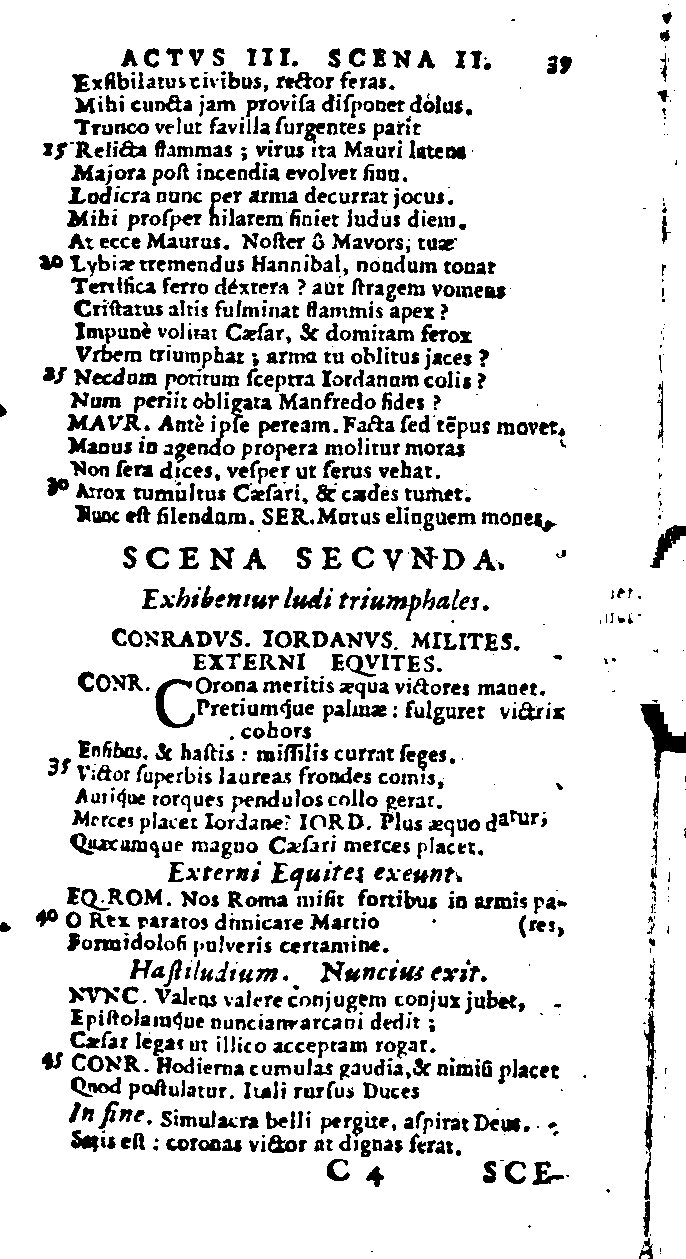 ACTVS III. SCENA II. 39
Exſibilatus civibus, rector feras.
Mihi cuncta jam proviſa diſponet dolus.
Trunco velut favilla ſurgentes parit
15 Relicta flammas ; virus ita Mauri latens
Majora poſt incendia evolvet ſinu.
Ludicra nunc per arma decurrat jocus.
Mihi proſper hilarem finiet ludus diem.
At ecce Maurus. Noſter ô Mavors; tuæ
20 Lybiæ tremendus Hannibal, nondum tonat
Terrifica ferro dextera ? aut ſtragem vomens
Criſtatus altis fulminat flammis apex ?
Impunè volitat Cæſar, & domitam ferox
Vrbem triumphat ; arma tu oblitus jaces ?
25 Necdum potitum ſceptra Iordanum colis ?
Num periit obligata Manfredo fides ?
MAVR. Antè ipſe peream. Facta ſed tẽpus movet.
Manus in agendo propera molitur moras
Non ſera dices, veſper ut ferus vehat.
30 Atrox tumultus Cæſari, & cædes tumet.
Nunc eſt ſilendum. SER. Mutus elinguem mones.
SCENA SECVNDA.
Exhibentur ludi triumphales.
CONRADVS. IORDANVS. MILITES.
EXTERNI EQVITES.
CONR. COrona meritis æqua victores manet.
Pretiumq́ue palmæ : fulguret victrix
cohors
Enſibus. & haſtis : miſſilis currat ſeges.
35 Victor ſuperbis laureas frondes comis,
Auriq́ue torques pendulos collo gerat.
Merces placet Iordane? IORD. Plus æquo datur;
Quæcumque magno Cæſari merces placet.
Externi Equites exeunt.
EQ. ROM. Nos Roma miſit fortibus in armis pa-
40 O Rex paratos dimicare Martio (res,
Formidoloſi pulveris certamine.
Haſtiludium. Nuncius exit.
NVNC. Valens valere conjugem conjux jubet,
Epiſtolamq́ue nunciam arcani dedit ;
Cæſar legas ut illico acceptam rogat.
45 CONR. Hodierna cumulas gaudia, & nimiſi placet
Quod poſtulatur. Itali rurſus Duces
In fine. Simulacra belli pergite, aſpirat Deus.
Satis eſt : coronas victor ut dignas ferat.
C 4 SCE-